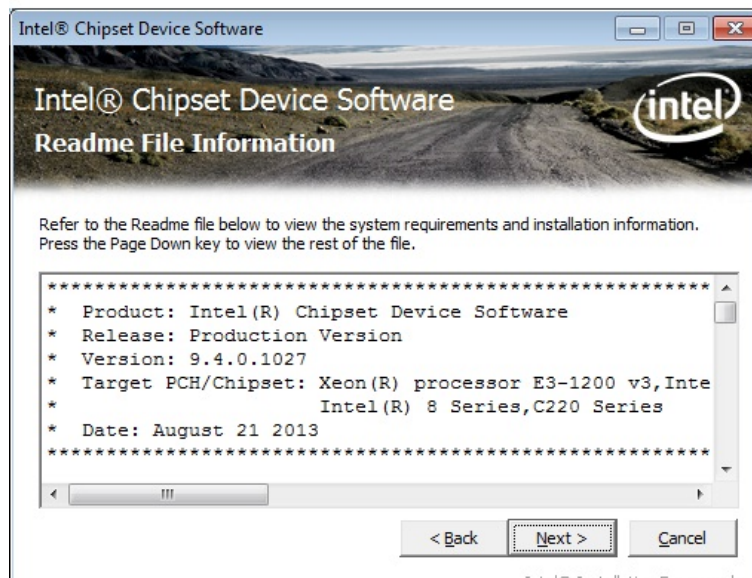 Intel® Chipset Device Software
Intel® Chipset Device Software
intel
Readme File Information
Refer to the Readme file below to view the system requirements and installation information.
Press the Page Down key to view the rest of the file.
**********************************************************
* Product: Intel(R) Chipset Device Software
* Release: Production Version
* Version: 9.4.0.1027
* Target PCH/Chipset: Xeon(R) processor E3-1200 v3,Inte
* Intel(R) 8 Series,C220 Series
* Date: August 21 2013
**********************************************************
< Back Next > Cancel